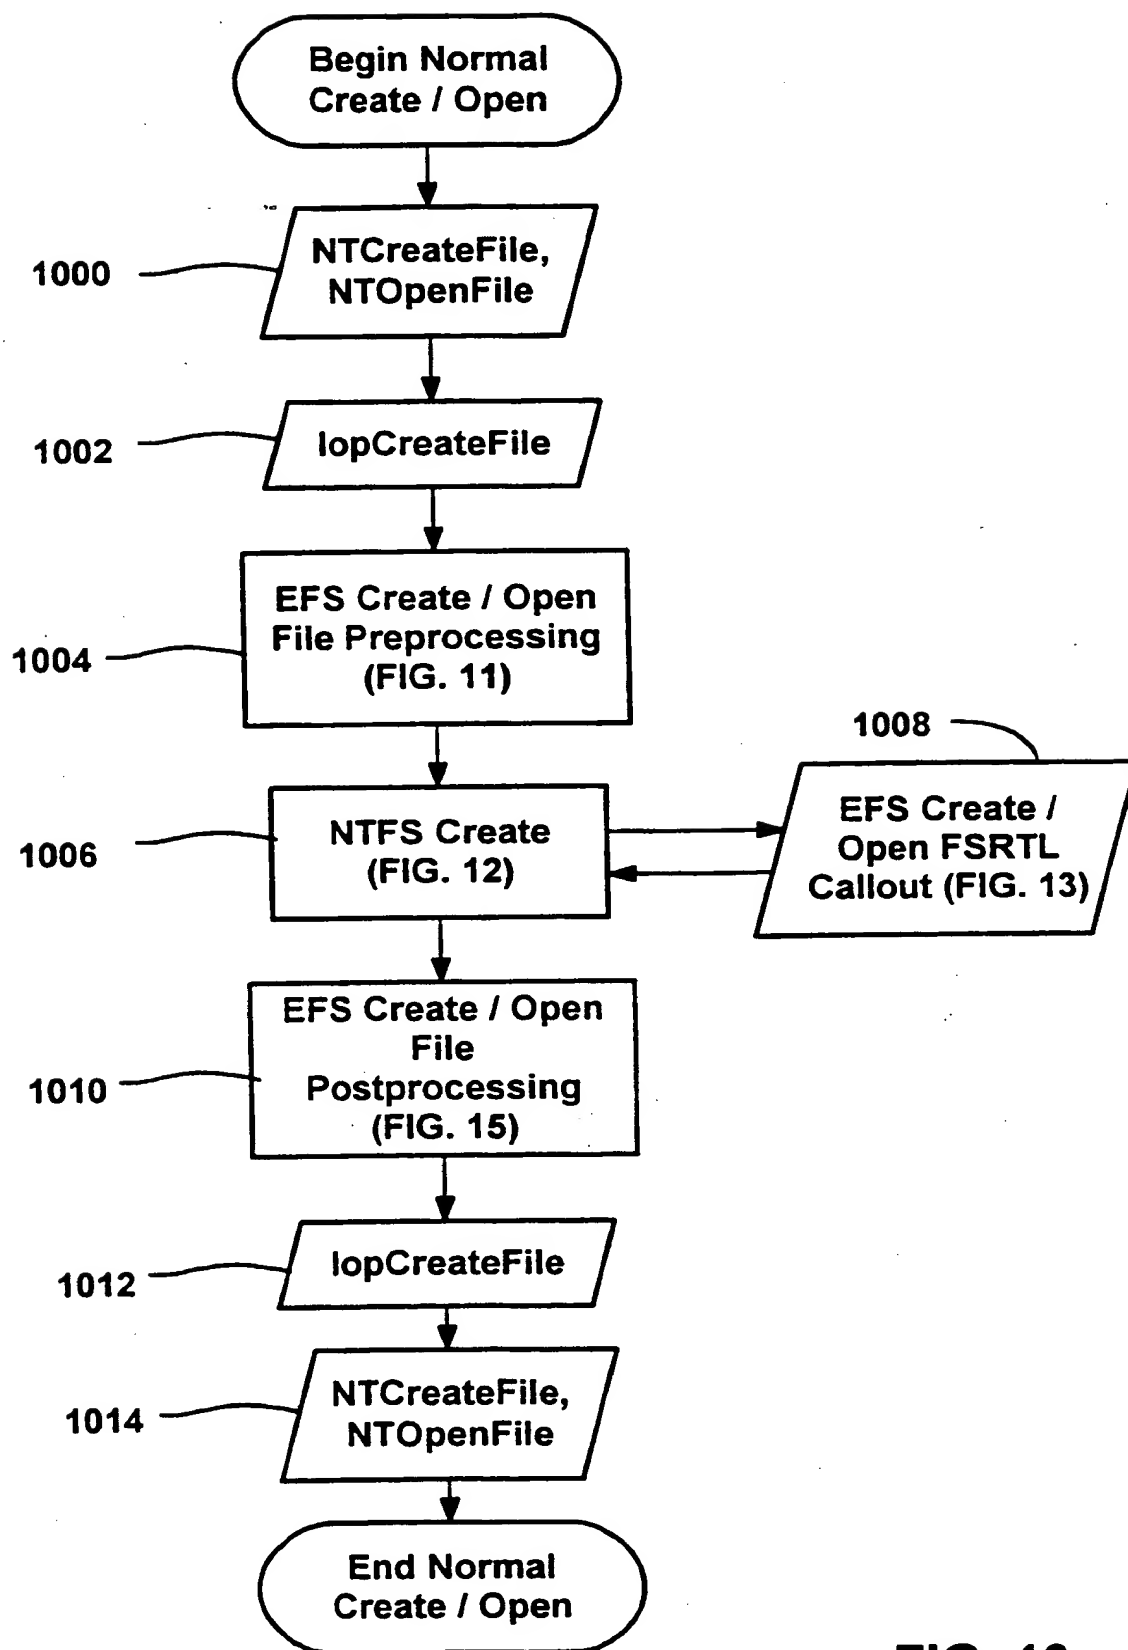 Begin Normal
Create / Open
1000
NTCreateFile,
NTOpenFile
1002
IopCreateFile
1004
EFS Create / Open
File Preprocessing
(FIG. 11)
1006
NTFS Create
(FIG. 12)
1008
EFS Create /
Open FSRTL
Callout (FIG. 13)
1010
EFS Create / Open
File
Postprocessing
(FIG. 15)
1012
IopCreateFile
1014
NTCreateFile,
NTOpenFile
End Normal
Create / Open